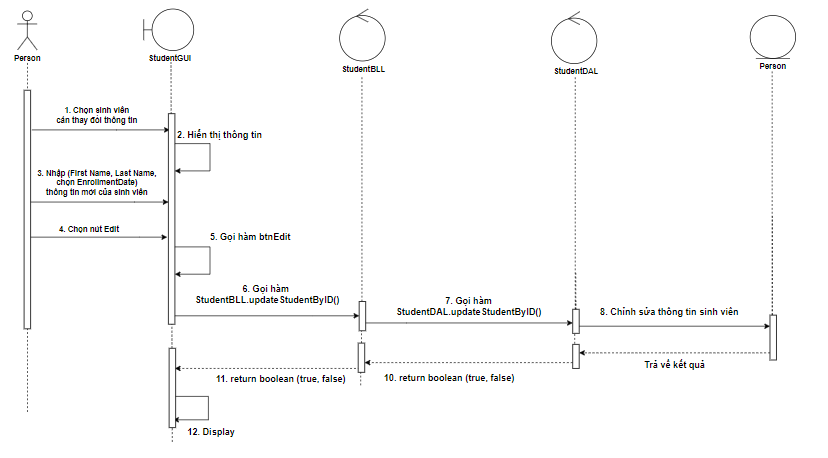 Person
StudentGUI
StudentBLL
StudentDAL
Person
1. Chọn sinh viên
cần thay đổi thông tin
2. Hiển thị thông tin
3. Nhập (First Name, Last Name,
chọn EnrollmentDate)
thông tin mới của sinh viên
4. Chọn nút Edit
5. Gọi hàm btnEdit
6. Gọi hàm
StudentBLL.updateStudentByID()
7. Gọi hàm
StudentDAL.updateStudentByID()
8. Chỉnh sửa thông tin sinh viên
Trả về kết quả
10. return boolean (true, false)
11. return boolean (true, false)
12. Display